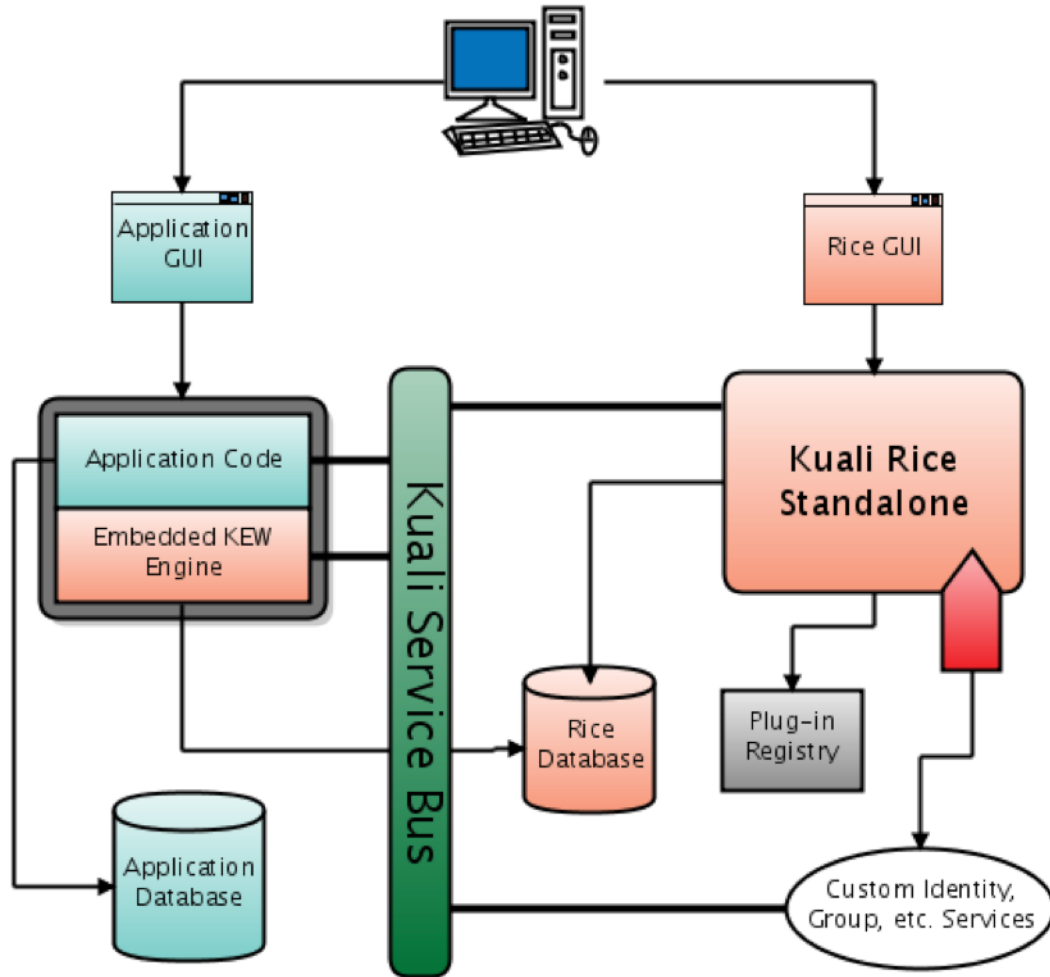 Application
GUI
Rice GUI
Application Code
Embedded KEW
Engine
Kuali Service Bus
Kuali Rice
Standalone
Rice
Database
Plug-in
Registry
Application
Database
Custom Identity,
Group, etc. Services